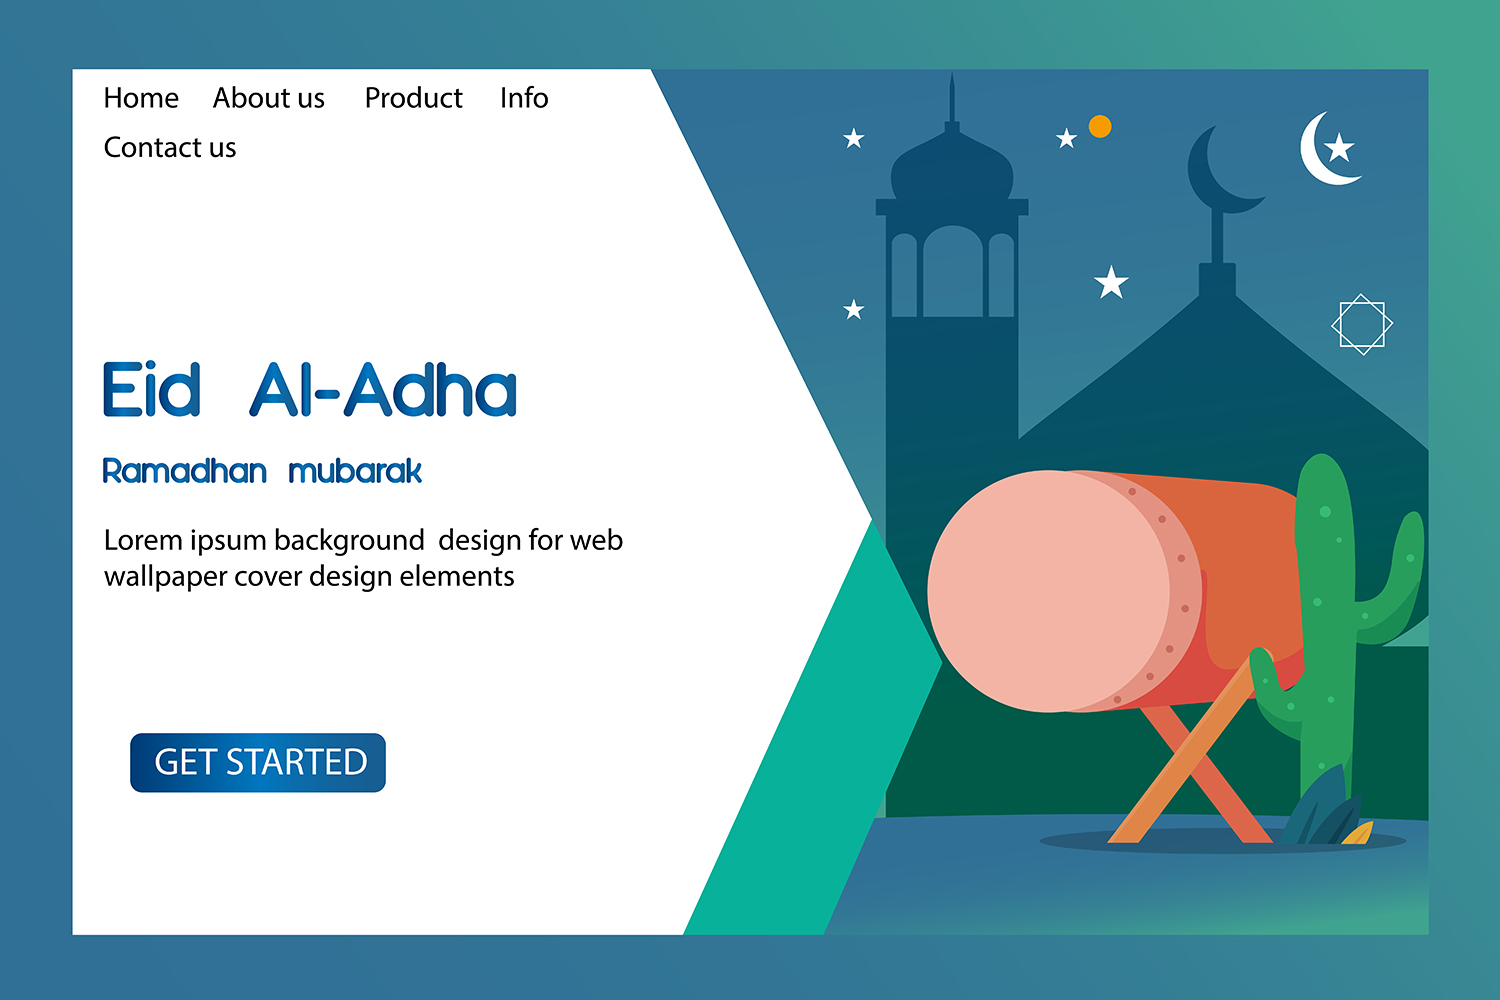 Home About us Product Info
Contact us
Eid Al-Adha
Ramadhan mubarak
Lorem ipsum background design for web
wallpaper cover design elements
GET STARTED